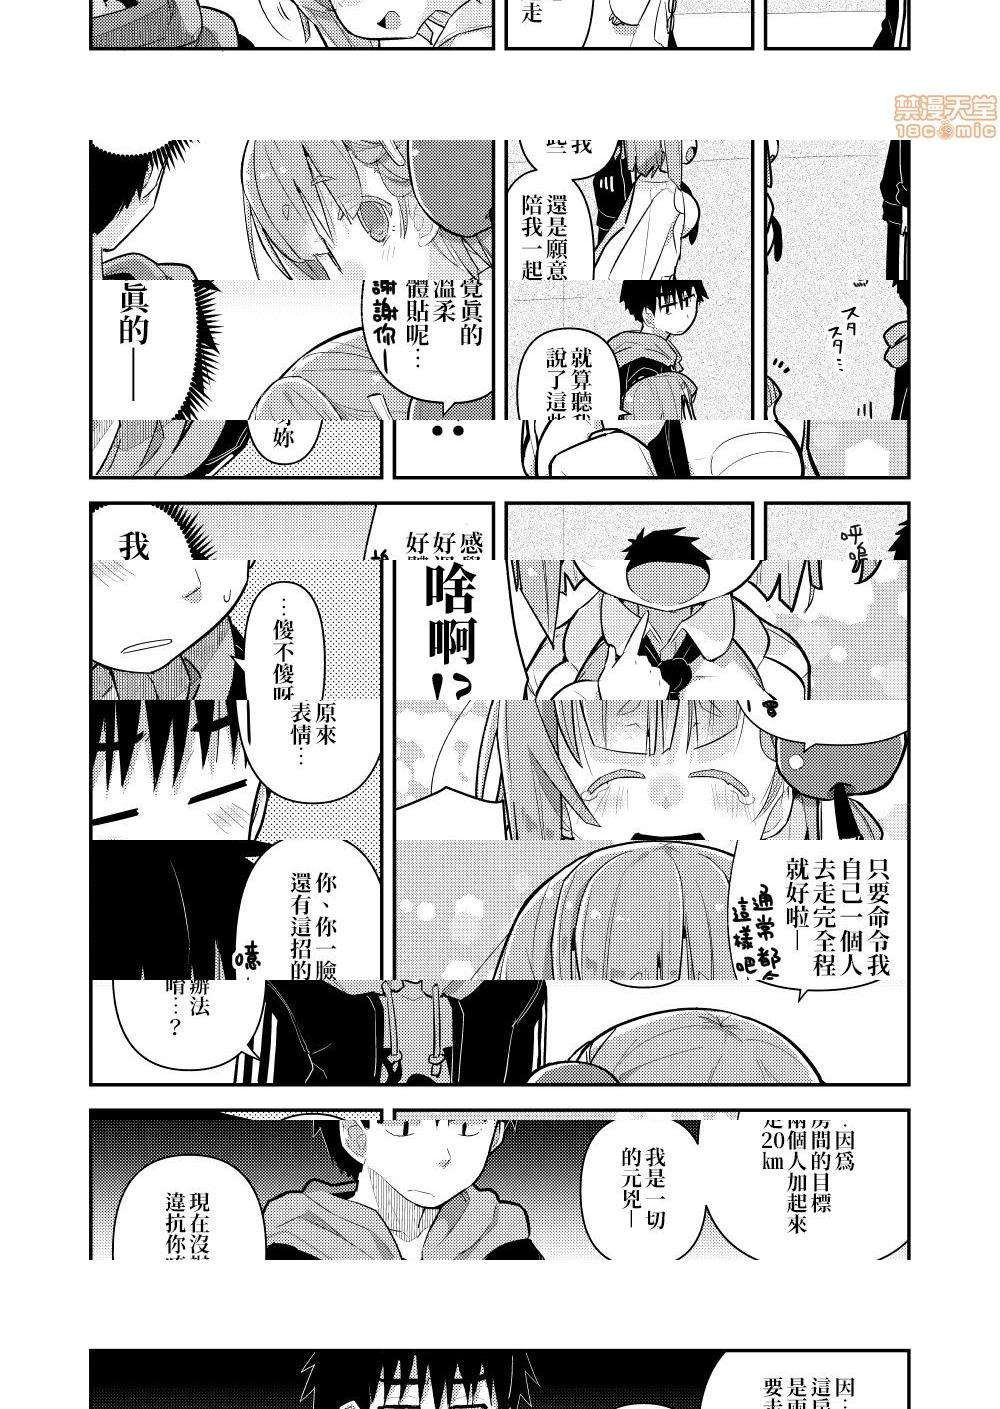 走
禁漫天堂
18comic
我
些
還是願意
陪我一起
覺真的
溫柔
體貼呢…
謝謝你—
真的—
スタ
スタ…
就算聽我
說了這些
妳
感覺
我
呼嗚
啥啊!?
…傻不傻呀
原來
表情…
只要命令我
自己一個人
去走完全程
就好啦—
通常都會
這樣吧
你、你一臉
還有這招的
噫
辦法
唷…?
…因為
房間的目標
兩個人加起來
走20km
我是一切
的元兇—
現在沒辦
違抗你
因…
這房
是兩
要走